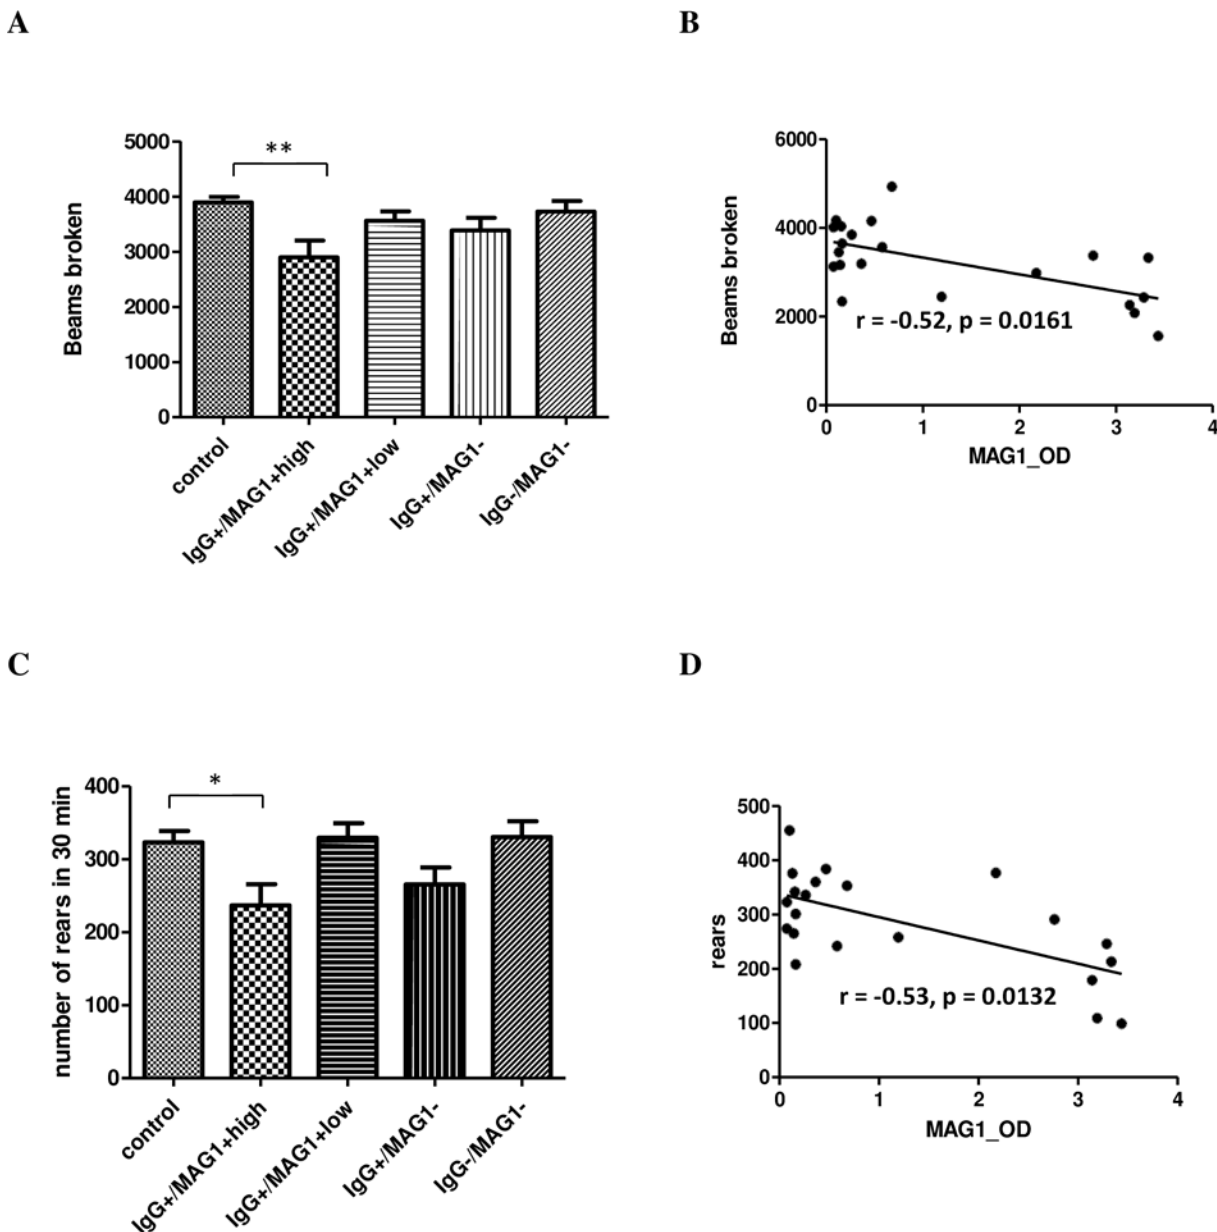 A
B
5000
4000
3000
2000
1000
0
Beams broken
**
control
IgG+/MAG1+high
IgG+/MAG1+low
IgG+/MAG1-
IgG-/MAG1-
6000
4000
2000
0
Beams broken
r = -0.52, p = 0.0161
0 1 2 3 4
MAG1_OD
C
D
400
300
200
100
0
number of rears in 30 min
*
control
IgG+/MAG1+high
IgG+/MAG1+low
IgG+/MAG1-
IgG-/MAG1-
500
400
300
200
100
0
rears
r = -0.53, p = 0.0132
0 1 2 3 4
MAG1_OD